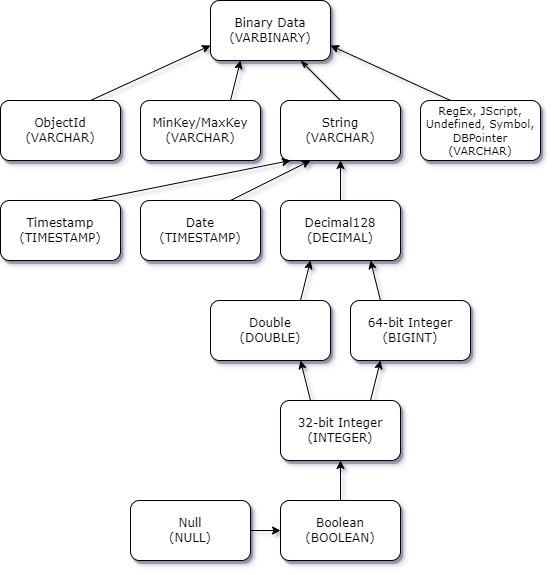 Binary Data
(VARBINARY)
ObjectId
(VARCHAR)
MinKey/MaxKey
(VARCHAR)
String
(VARCHAR)
RegEx, JScript,
Undefined, Symbol,
DBPointer
(VARCHAR)
Timestamp
(TIMESTAMP)
Date
(TIMESTAMP)
Decimal128
(DECIMAL)
Double
(DOUBLE)
64-bit Integer
(BIGINT)
32-bit Integer
(INTEGER)
Null
(NULL)
Boolean
(BOOLEAN)